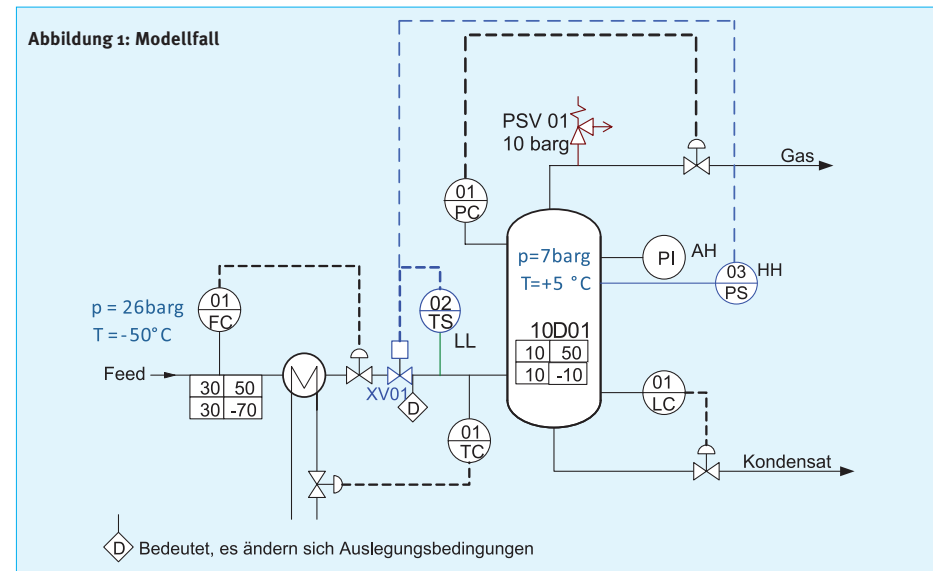 Abbildung 1: Modellfall
PSV 01
10 barg
Gas
01
PC
p=7barg
T=+5 °C
PI
AH
03
PS
HH
p = 26barg
T = -50°C
01
FC
02
TS
LL
10D01
10 50
10 -10
Feed
30 50
30 -70
XV01
D
01
TC
01
LC
Kondensat
D Bedeutet, es ändern sich Auslegungsbedingungen